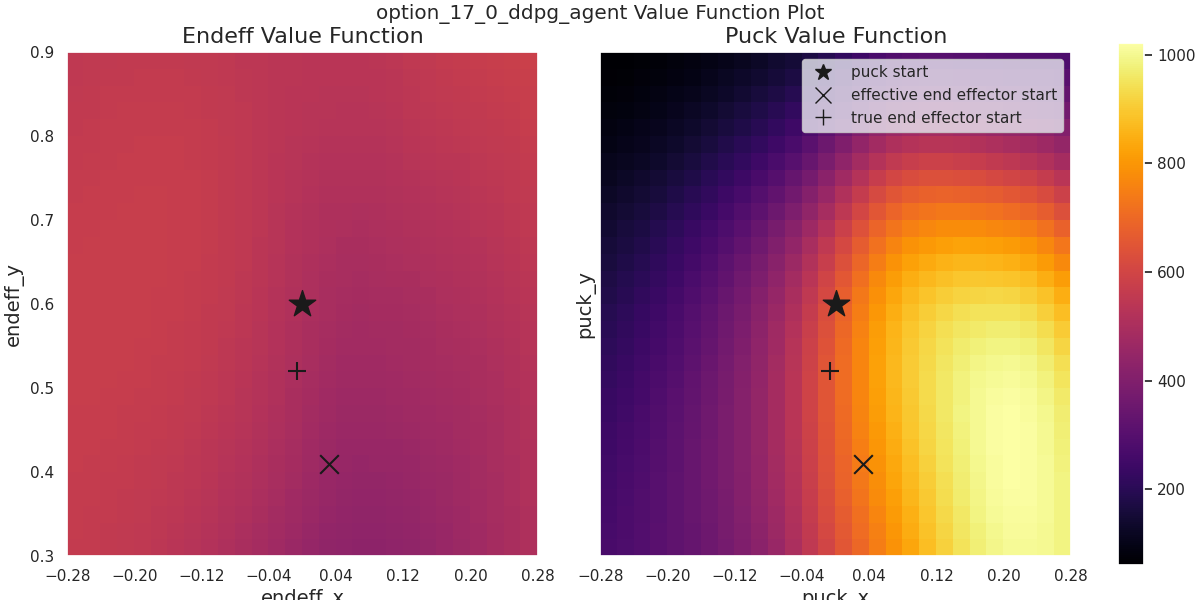 option_17_0_ddpg_agent Value Function Plot
Endeff Value Function
Puck Value Function
puck start
effective end effector start
true end effector start
0.9
0.8
0.7
0.6
0.5
0.4
0.3
endeff_y
−0.28 −0.20 −0.12 −0.04 0.04 0.12 0.20 0.28
endeff_x
puck_y
−0.28 −0.20 −0.12 −0.04 0.04 0.12 0.20 0.28
puck_x
1000
800
600
400
200